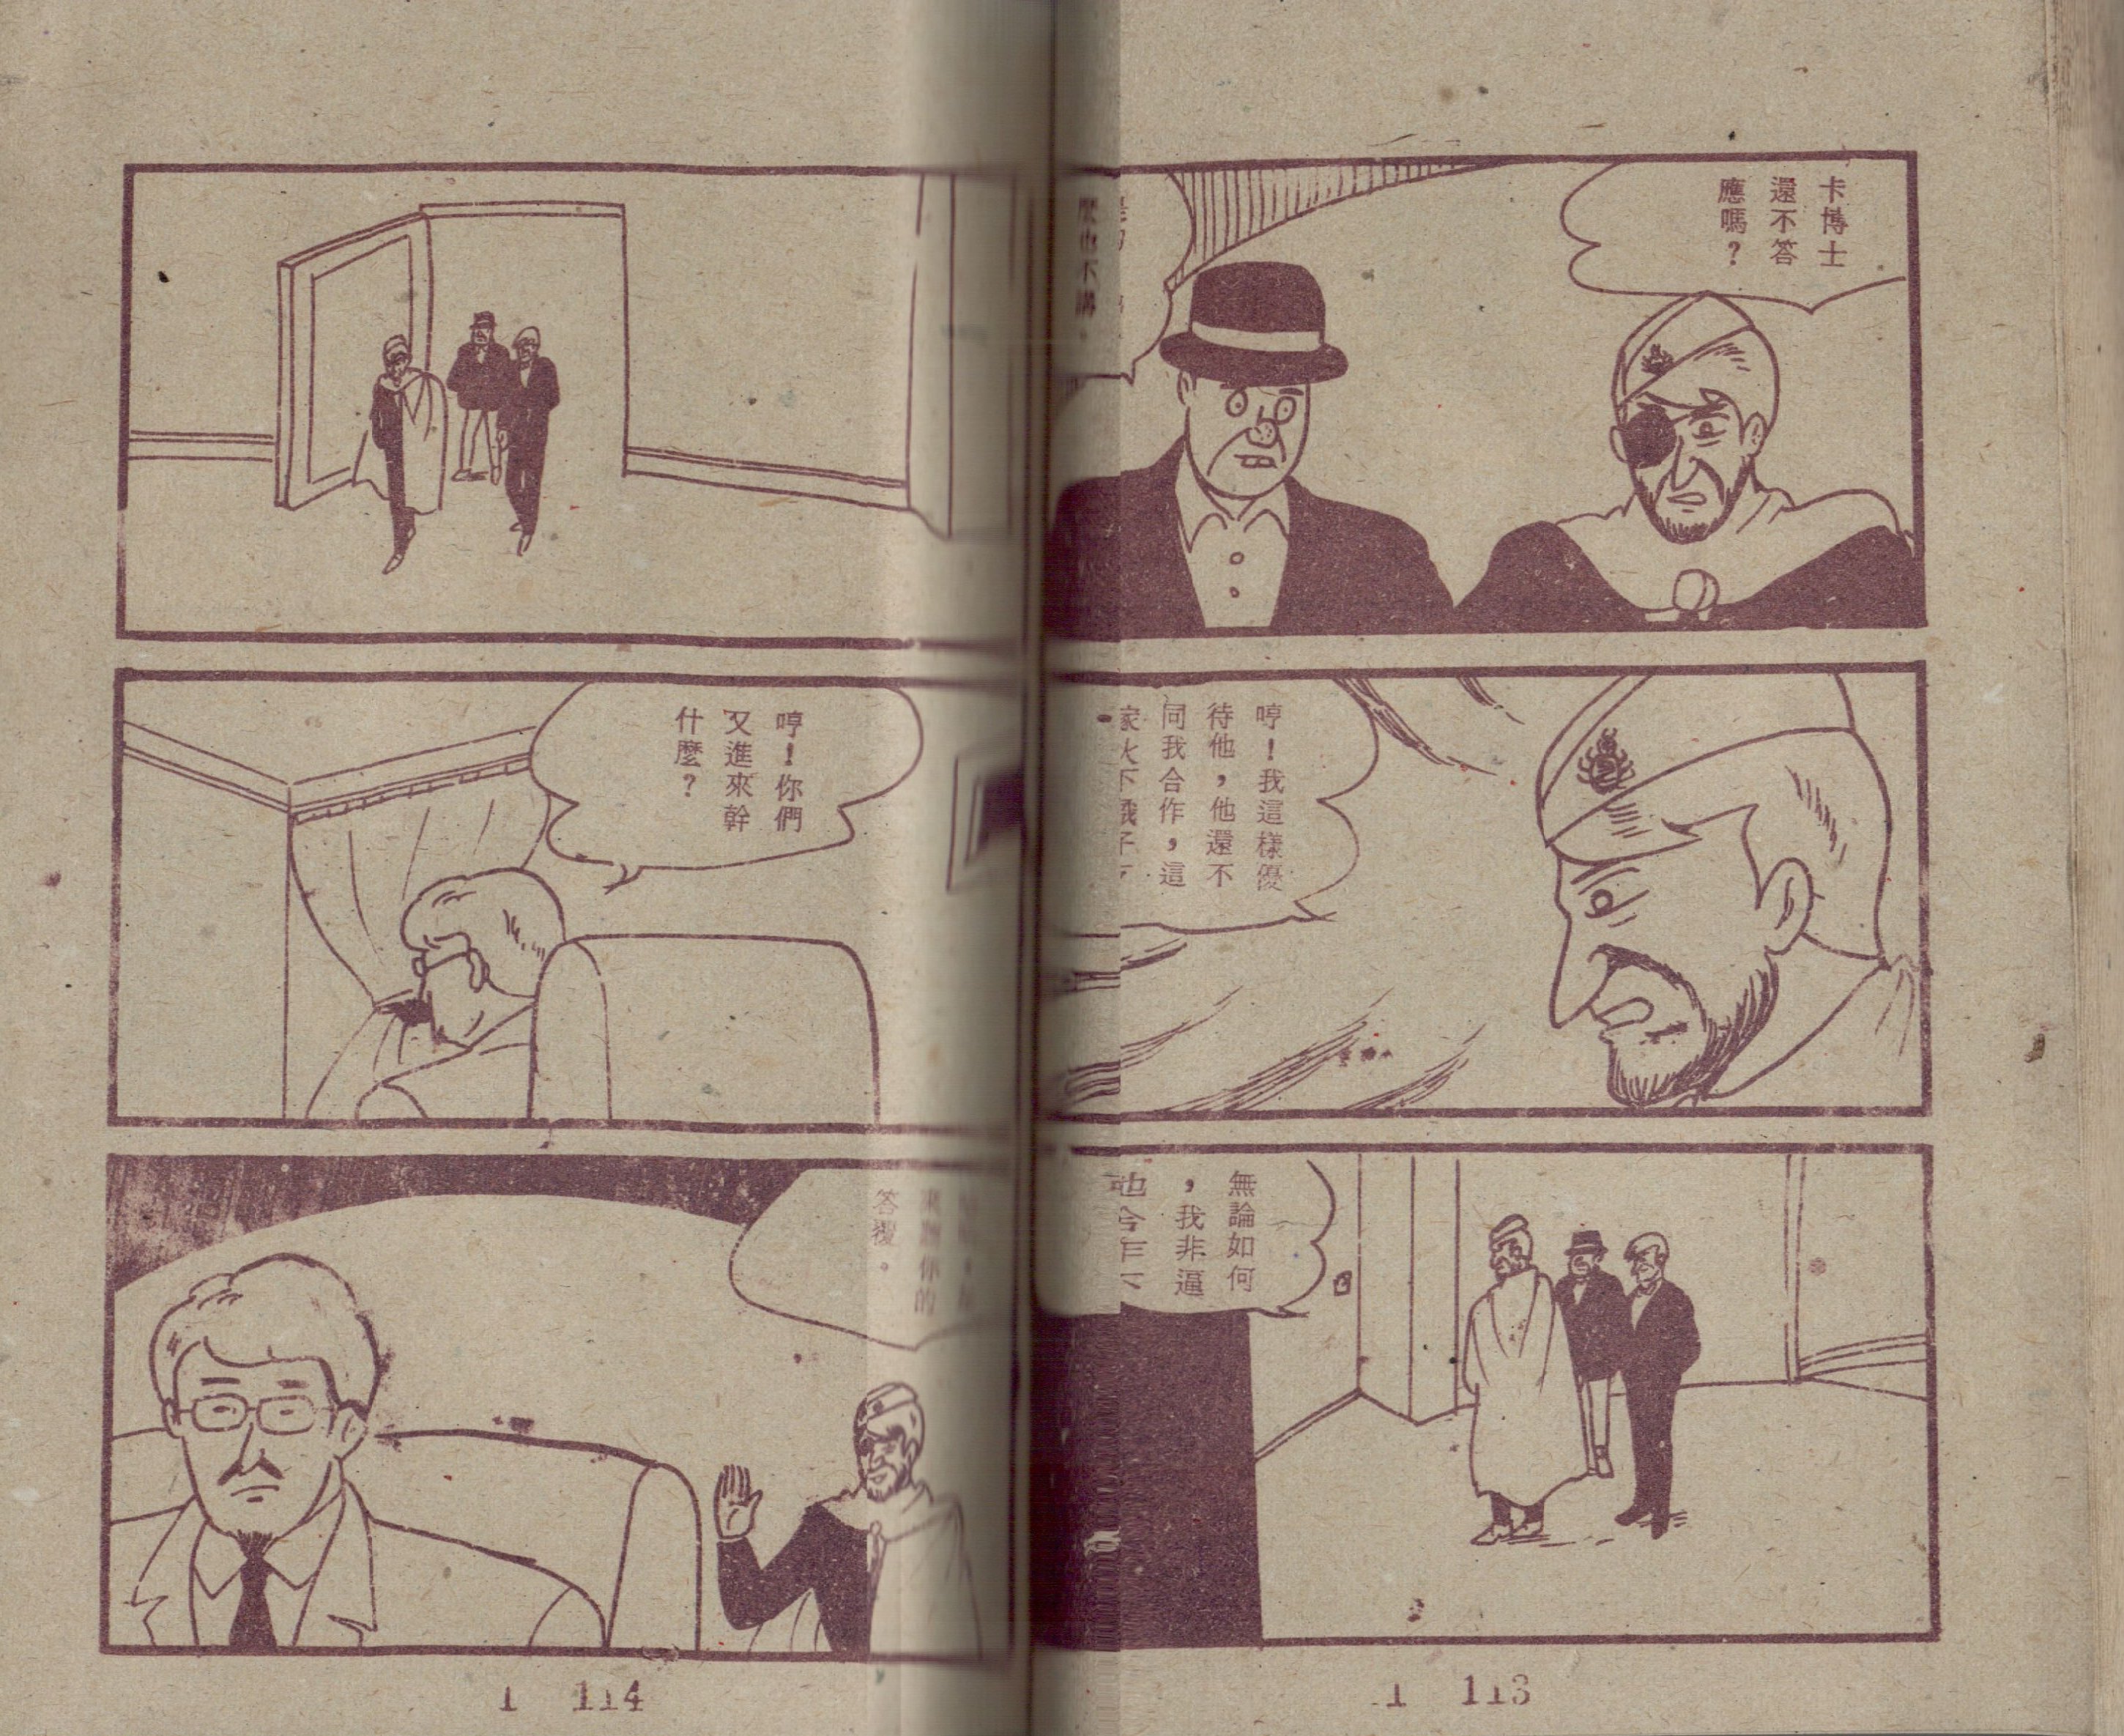 卡博士
還不答
應嗎？
麼也不講。
哼！我這樣優
待他，他還不
同我合作，這
無論如何
，我非逼
1 113
哼！你們
又進來幹
什麼？
來聽你的
答覆。
1 114